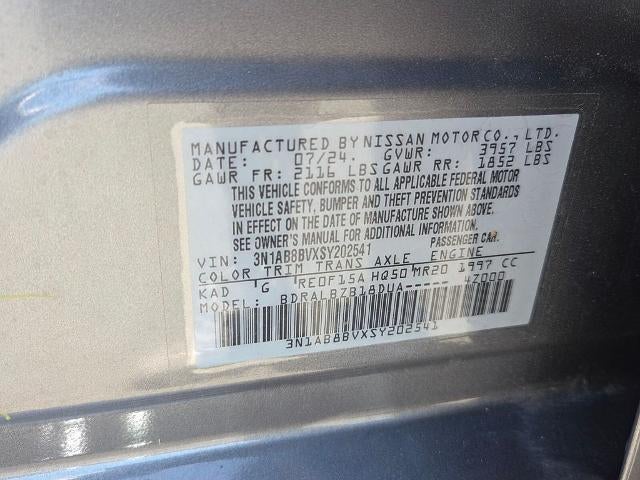 MANUFACTURED BY NISSAN MOTOR CO., LTD.
DATE: 07/24 GVWR: 3957 LBS
GAWR FR: 2116 LBS GAWR RR: 1852 LBS
THIS VEHICLE CONFORMS TO ALL APPLICABLE FEDERAL MOTOR
VEHICLE SAFETY, BUMPER AND THEFT PREVENTION STANDARDS
IN EFFECT ON THE DATE OF MANUFACTURE SHOWN ABOVE.
SEE OWNER'S MANUAL FOR ADDITIONAL INFORMATION.
VIN: 3N1AB8BVXSY202541 PASSENGER CAR
COLOR TRIM TRANS AXLE ENGINE
KAD G RE0F15A HQ50 MR20 1997 CC
MODEL: BDRALBZB18DUA----- 4Z000
3N1AB8BVXSY202541